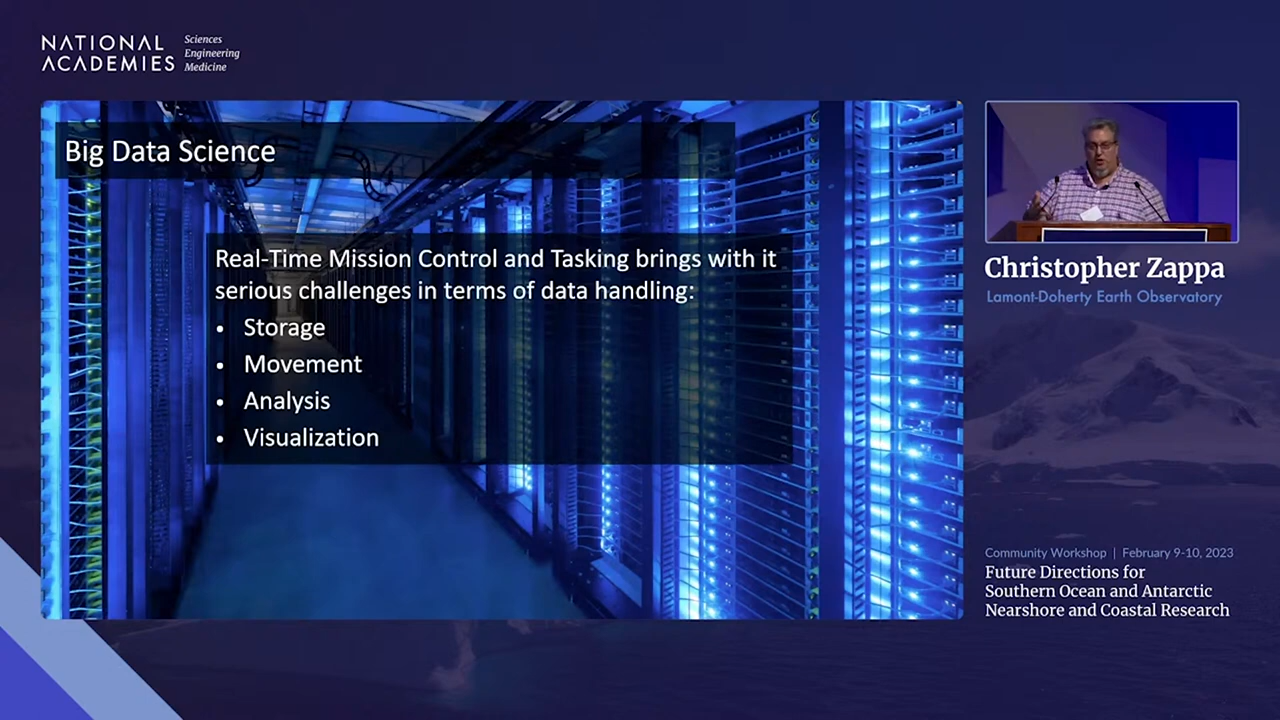 NATIONAL
ACADEMIES
Sciences
Engineering
Medicine
Big Data Science
Real-Time Mission Control and Tasking brings with it
serious challenges in terms of data handling:
• Storage
• Movement
• Analysis
• Visualization
Christopher Zappa
Lamont-Doherty Earth Observatory
Community Workshop | February 9-10, 2023
Future Directions for
Southern Ocean and Antarctic
Nearshore and Coastal Research